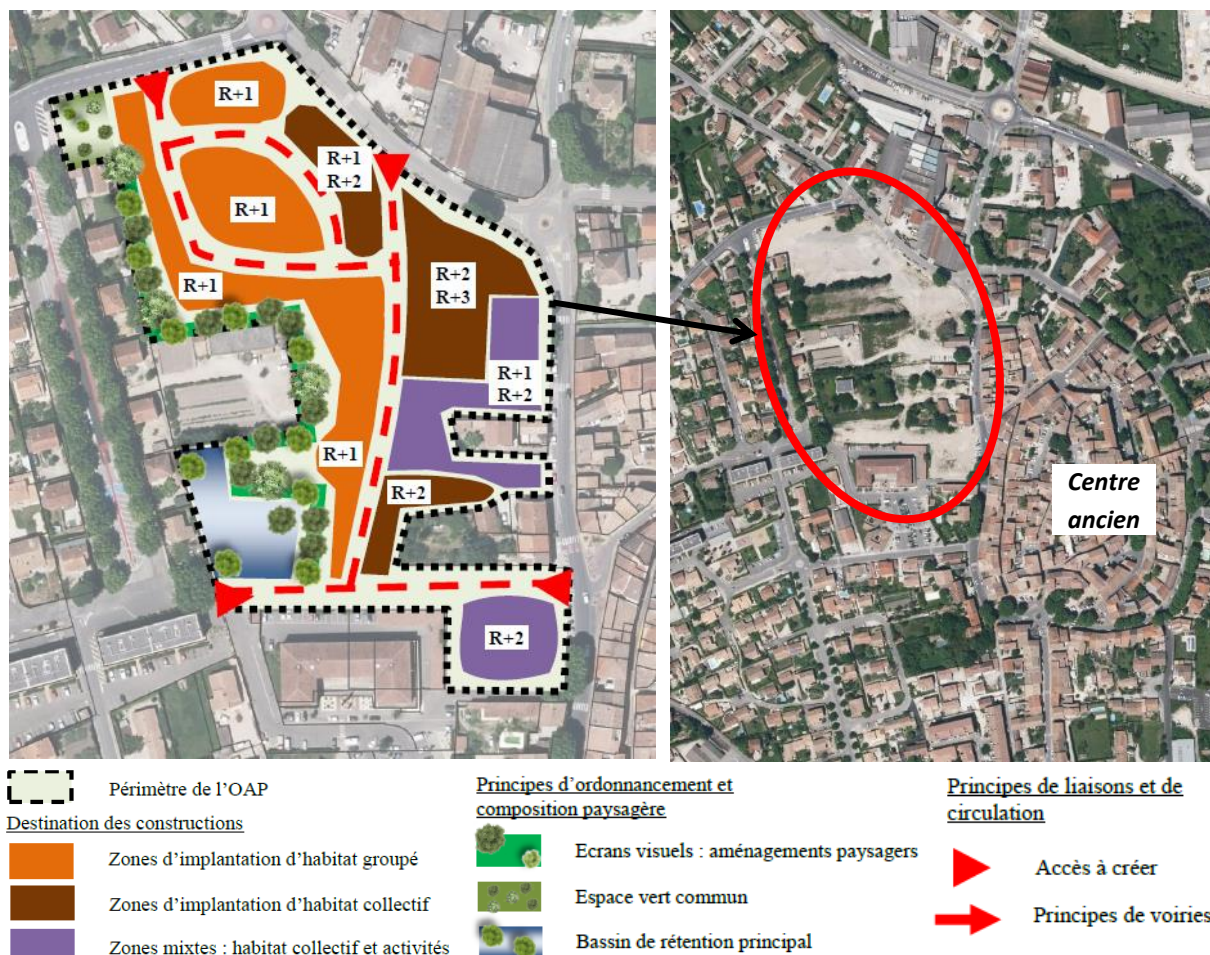 R+1
R+1
R+2
R+1
R+1
R+2
R+3
R+1
R+2
R+1
R+2
R+2
Centre
ancien
Périmètre de l'OAP
Destination des constructions
Zones d'implantation d'habitat groupé
Zones d'implantation d'habitat collectif
Zones mixtes : habitat collectif et activités
Principes d'ordonnancement et
composition paysagère
Ecrans visuels : aménagements paysagers
Espace vert commun
Bassin de rétention principal
Principes de liaisons et de
circulation
Accès à créer
Principes de voiries